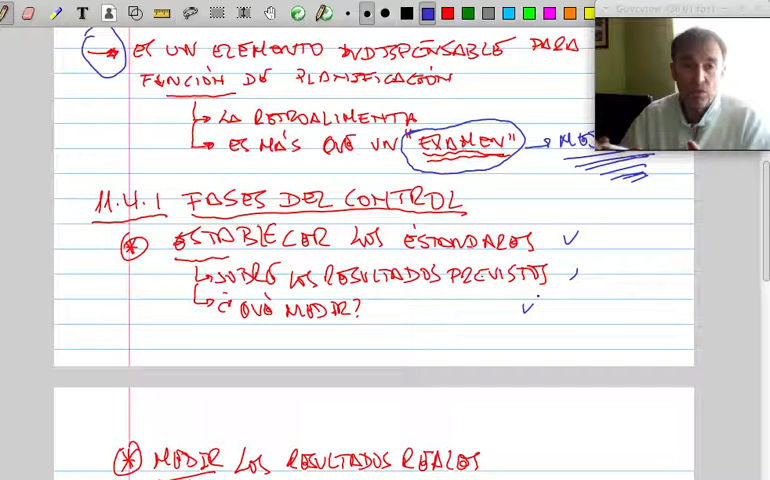 ES UN ELEMENTO INDISPENSABLE PARA
FUNCIÓN DE PLANIFICACIÓN
LA RETROALIMENTA
ES MÁS QUE UN "EXAMEN" →
11.4.1 FASES DEL CONTROL
* ESTABLECER LOS ESTANDARES ✓
SOBRE LOS RESULTADOS PREVISTOS
¿QUÉ MEDIR? ✓
* MEDIR LOS RESULTADOS REALES